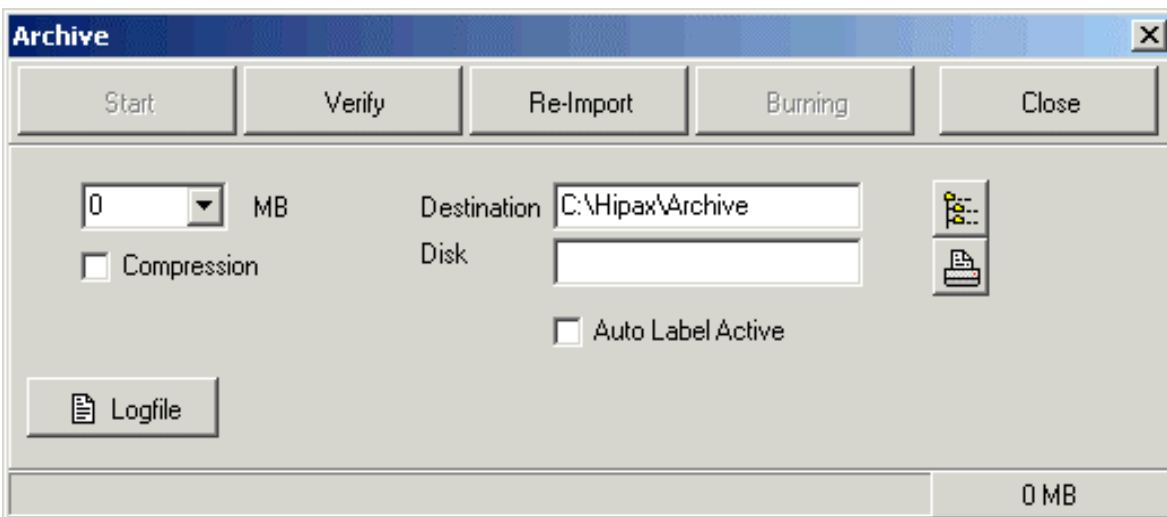 Archive
Start Verify Re-Import Burning Close
0 MB Destination C:\Hipax\Archive
Compression Disk
Auto Label Active
Logfile
0 MB